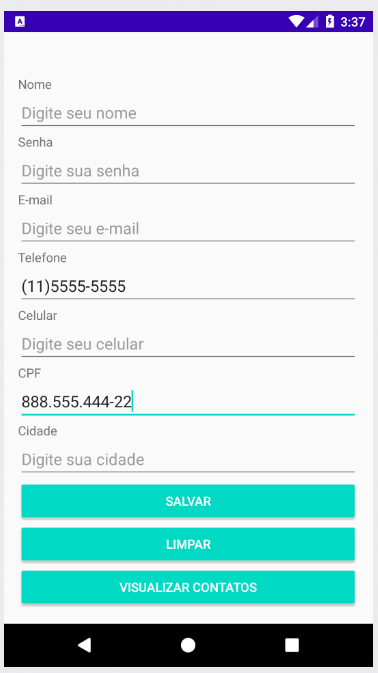 A
3:37
Nome
Digite seu nome
Senha
Digite sua senha
E-mail
Digite seu e-mail
Telefone
(11)5555-5555
Celular
Digite seu celular
CPF
888.555.444-22
Cidade
Digite sua cidade
SALVAR
LIMPAR
VISUALIZAR CONTATOS